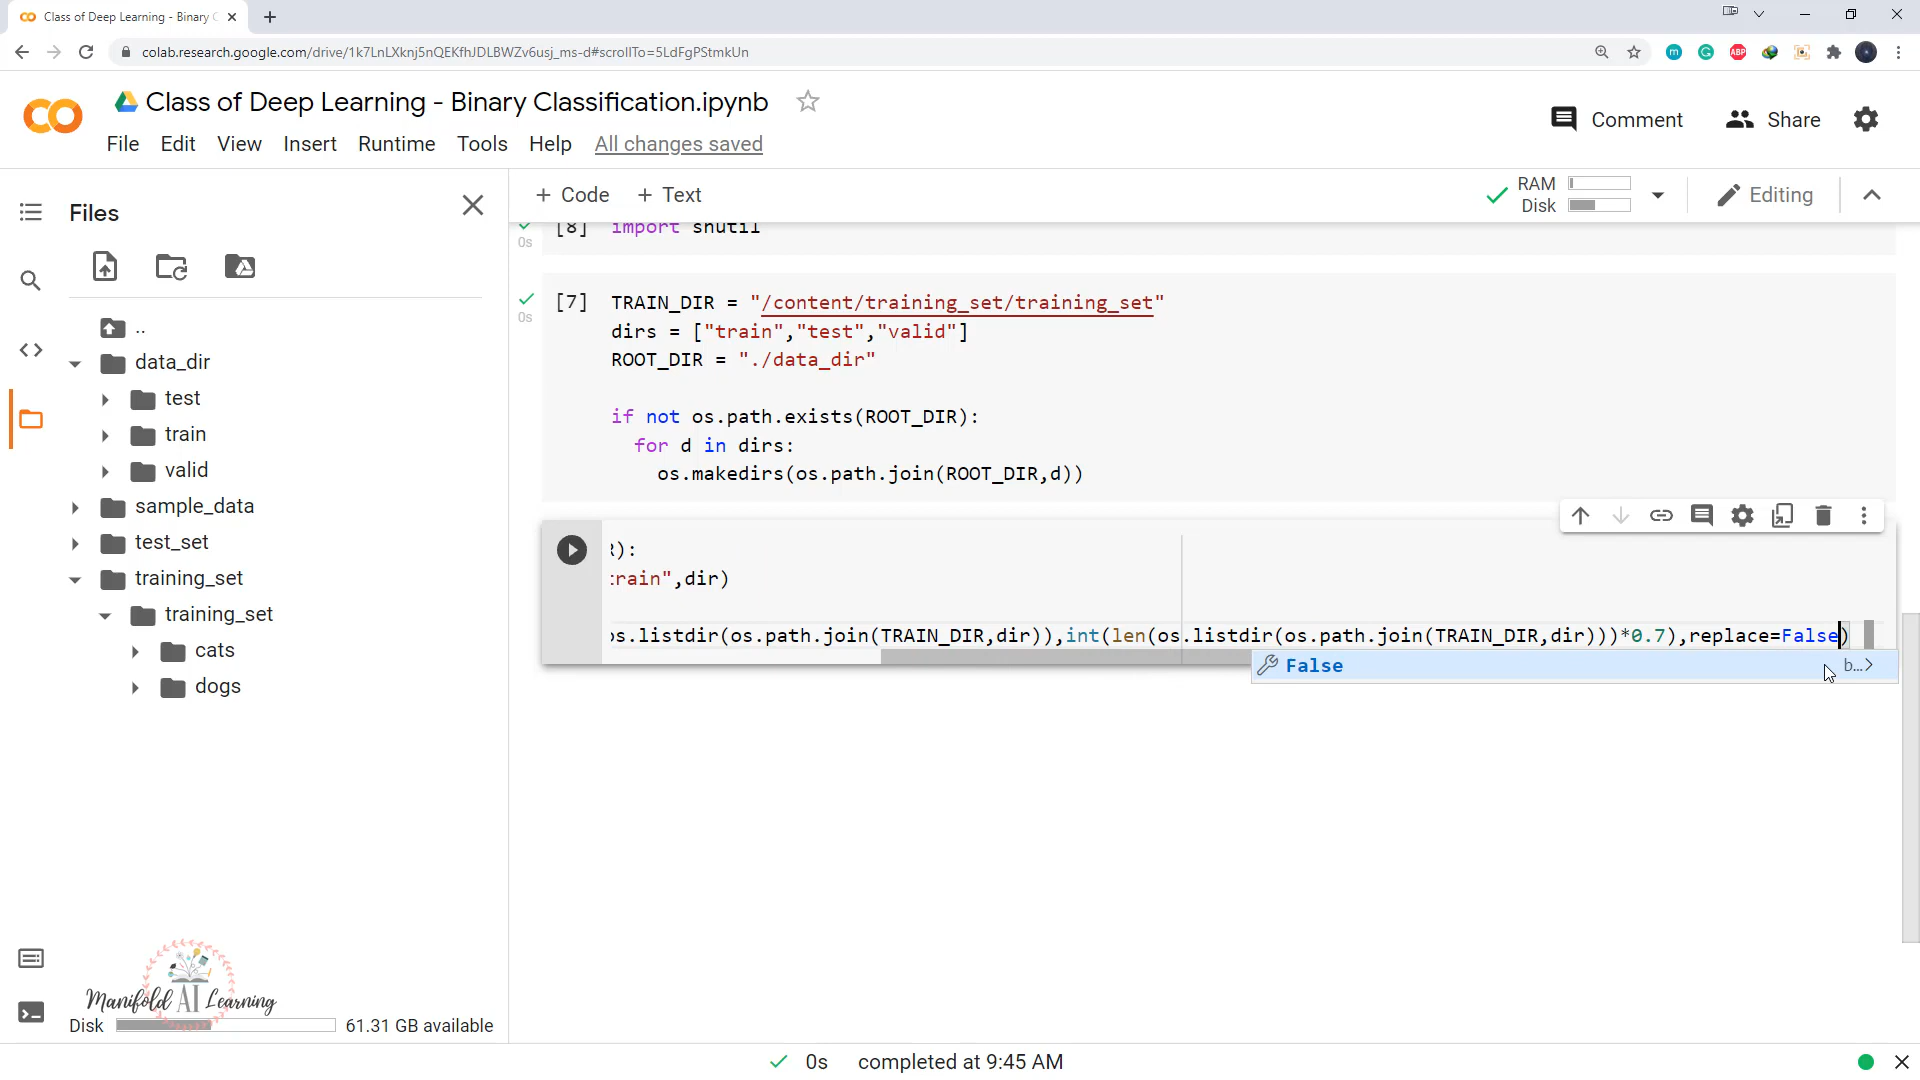 Class of Deep Learning - Binary C
colab.research.google.com/drive/1k7LnLXknj5nQEKfhJDLBWZv6usj_ms-d#scrollTo=5LdFgPStmkUn
Class of Deep Learning - Binary Classification.ipynb
Comment
Share
File Edit View Insert Runtime Tools Help All changes saved
Files
+ Code + Text
RAM
Disk
Editing
[8] import shutil
0s
..
data_dir
test
train
valid
sample_data
test_set
training_set
training_set
cats
dogs
[7] TRAIN_DIR = "/content/training_set/training_set"
0s
dirs = ["train","test","valid"]
ROOT_DIR = "./data_dir"
if not os.path.exists(ROOT_DIR):
for d in dirs:
os.makedirs(os.path.join(ROOT_DIR,d))
):
rain",dir)
os.listdir(os.path.join(TRAIN_DIR,dir)),int(len(os.listdir(os.path.join(TRAIN_DIR,dir)))*0.7),replace=False)
False b...>
Manifold AI Learning
Disk 61.31 GB available
0s completed at 9:45 AM